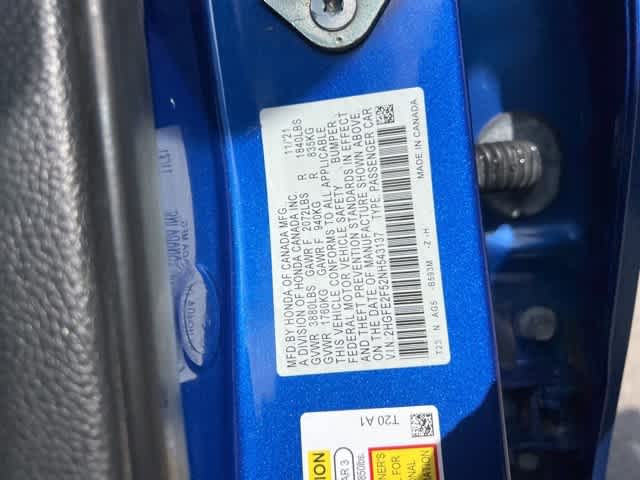 MFD. BY HONDA OF CANADA MFG. 11/21
A DIVISION OF HONDA CANADA INC.
GVWR 3880LBS GAWR F 2072LBS R 1840LBS
GVWR 1760KG GAWR F 940KG R 835KG
THIS VEHICLE CONFORMS TO ALL APPLICABLE
FEDERAL MOTOR VEHICLE SAFETY, BUMPER,
AND THEFT PREVENTION STANDARDS IN EFFECT
ON THE DATE OF MANUFACTURE SHOWN ABOVE.
V.I.N. 2HGFE2F52NH543137 TYPE: PASSENGER CAR
T23 N AG5 -B593M -Z -H MADE IN CANADA
T20 A1